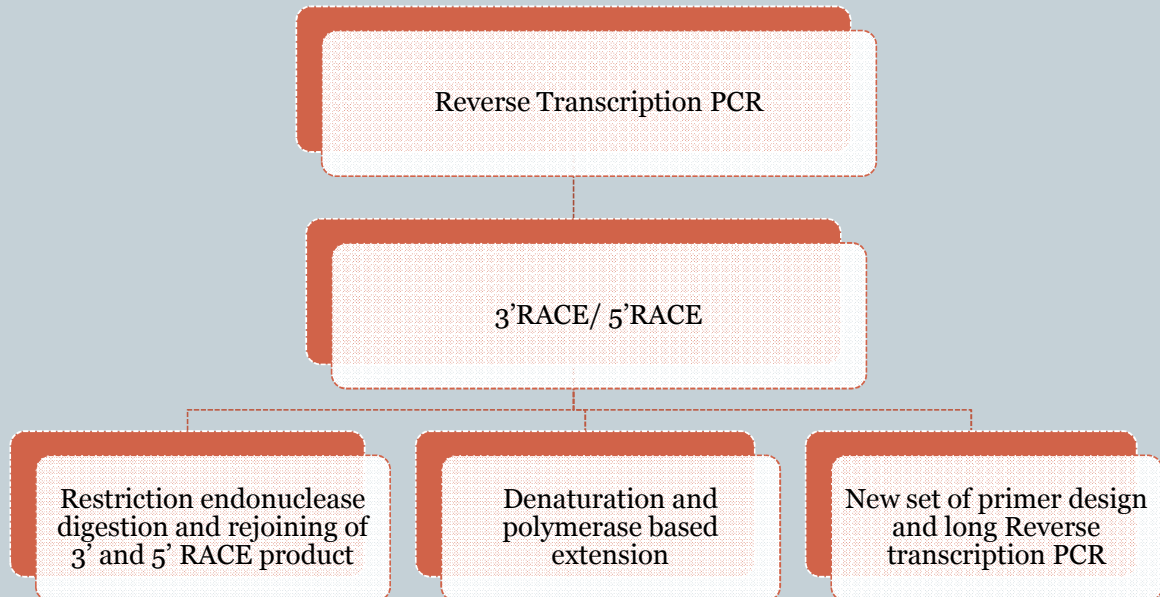 Reverse Transcription PCR
3’RACE/ 5’RACE
Restriction endonuclease
digestion and rejoining of
3’ and 5’ RACE product
Denaturation and
polymerase based
extension
New set of primer design
and long Reverse
transcription PCR